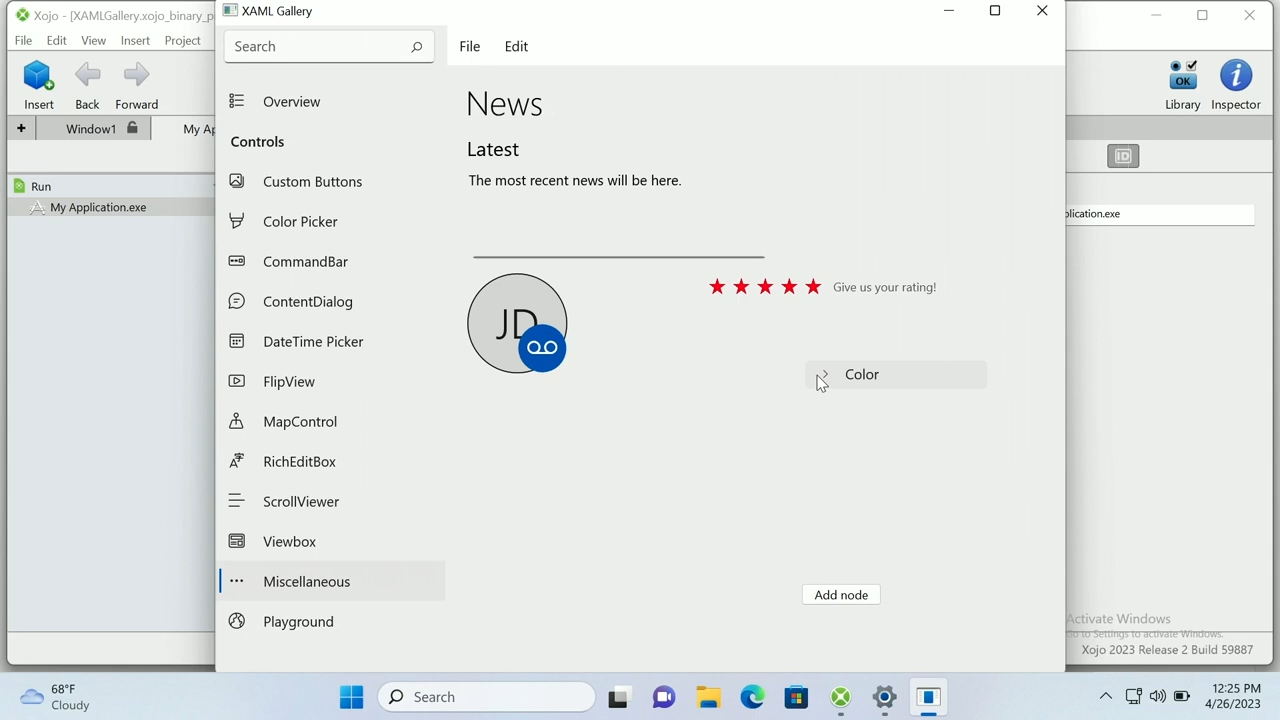 Xojo - [XAMLGallery.xojo_binary_p
File Edit View Insert Project
Insert Back Forward
Library Inspector
OK
Window1 My Ap
ID
Run
My Application.exe
plication.exe
XAML Gallery
Search
File Edit
Overview
Controls
Custom Buttons
Color Picker
CommandBar
ContentDialog
DateTime Picker
FlipView
MapControl
RichEditBox
ScrollViewer
Viewbox
Miscellaneous
Playground
News
Latest
The most recent news will be here.
JD
Give us your rating!
Color
Add node
Activate Windows
Go to Settings to activate Windows.
Xojo 2023 Release 2 Build 59887
68°F
Cloudy
Search
12:25 PM
4/26/2023